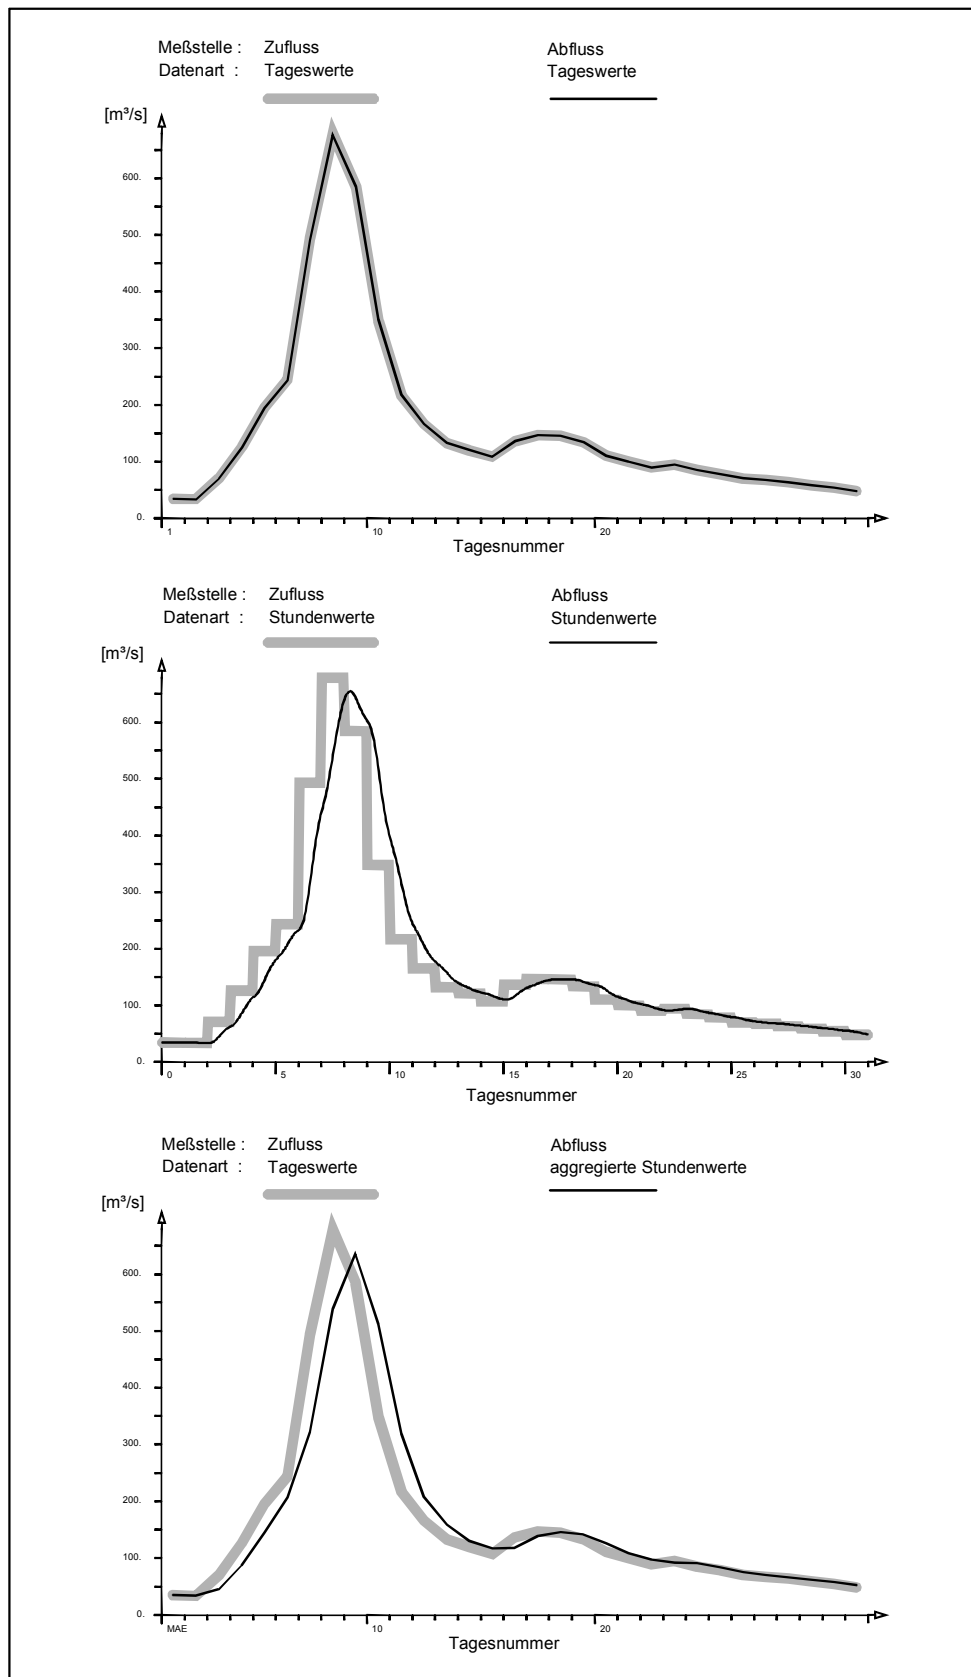 Meßstelle : Zufluss Abfluss
Datenart : Tageswerte Tageswerte
[m³/s]
600.
500.
400.
300.
200.
100.
0.
1 10 20
Tagesnummer
Meßstelle : Zufluss Abfluss
Datenart : Stundenwerte Stundenwerte
[m³/s]
600.
500.
400.
300.
200.
100.
0.
0 5 10 15 20 25 30
Tagesnummer
Meßstelle : Zufluss Abfluss
Datenart : Tageswerte aggregierte Stundenwerte
[m³/s]
600.
500.
400.
300.
200.
100.
0.
MAE 10 20
Tagesnummer